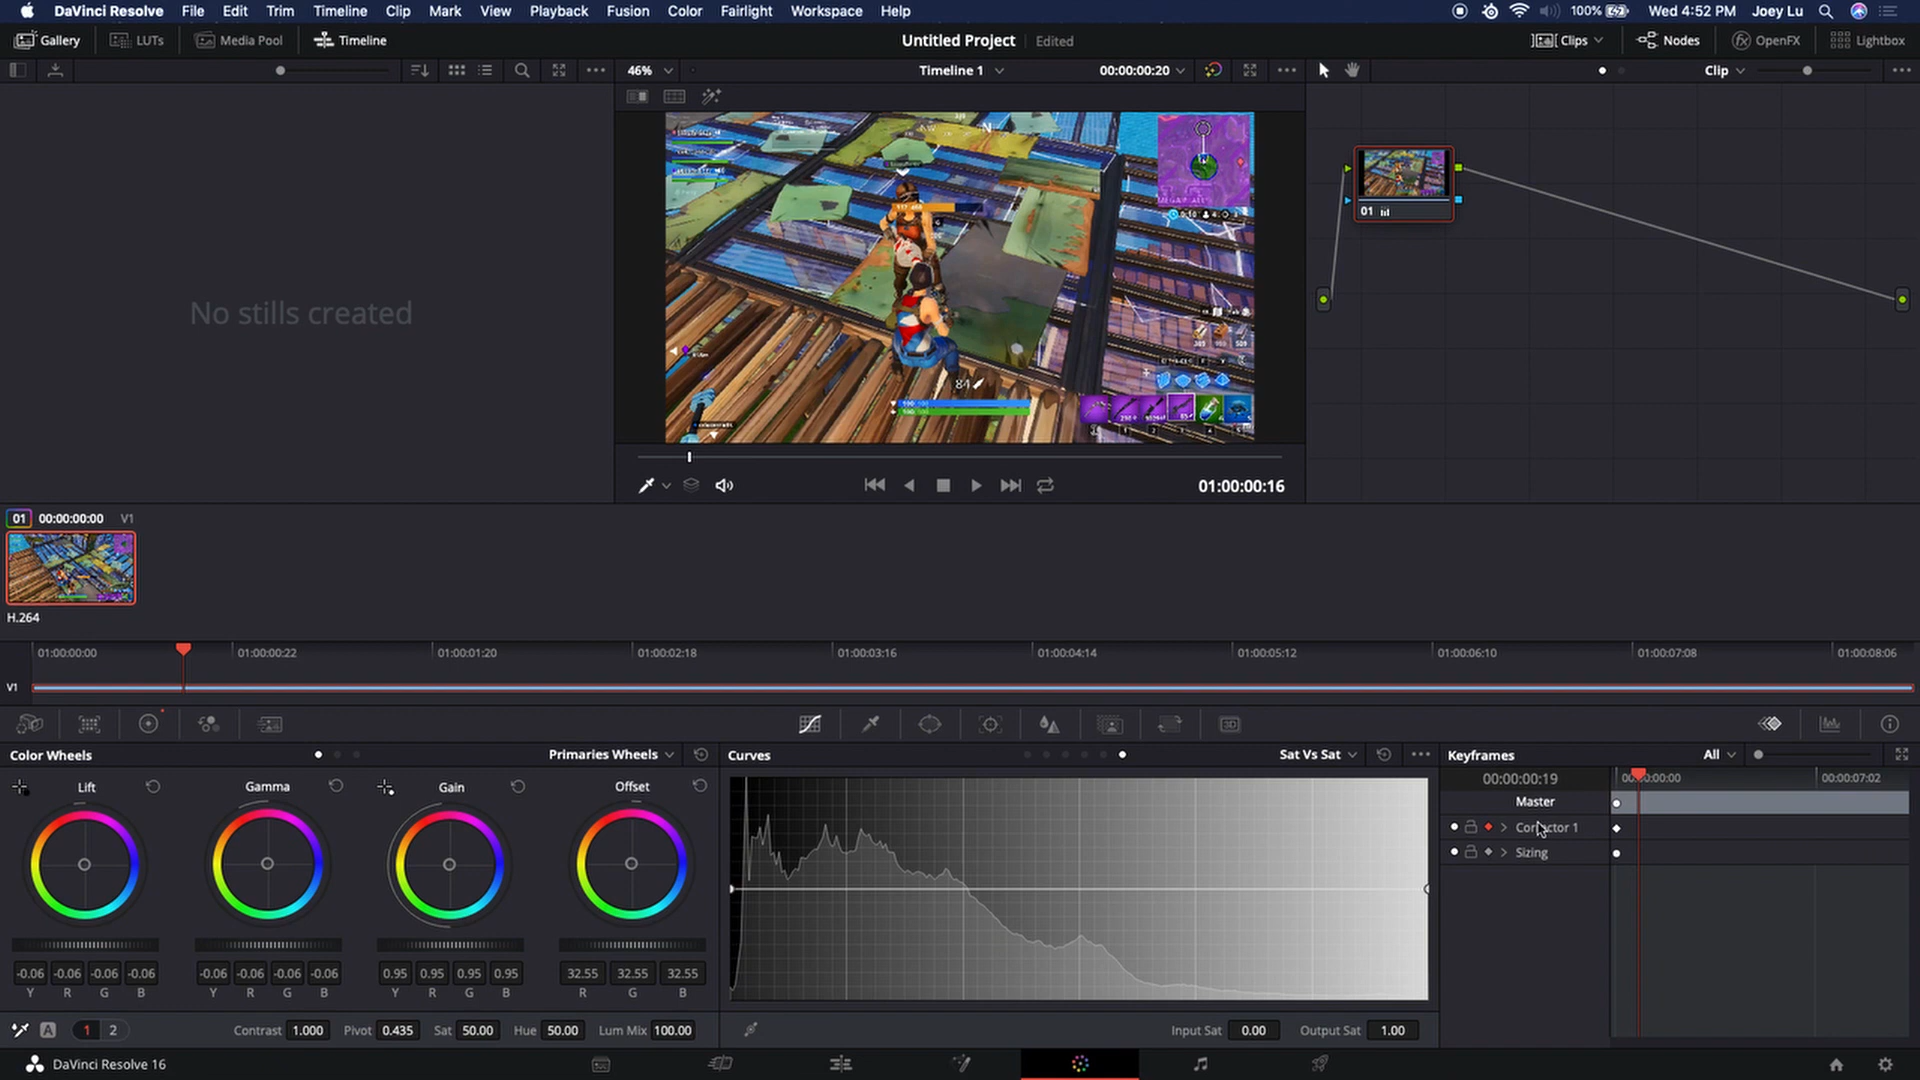 DaVinci Resolve File Edit Trim Timeline Clip Mark View Playback Fusion Color Fairlight Workspace Help 100% Wed 4:52 PM Joey Lu
Gallery LUTs Media Pool Timeline Untitled Project Edited Clips Nodes OpenFX Lightbox
46% Timeline 1 00:00:00:20 Clip
N
No stills created
84
01
01:00:00:16
01 00:00:00:00 V1
H.264
01:00:00:00 01:00:00:22 01:00:01:20 01:00:02:18 01:00:03:16 01:00:04:14 01:00:05:12 01:00:06:10 01:00:07:08 01:00:08:06
V1
Color Wheels Primaries Wheels Curves Sat Vs Sat Keyframes All
Lift Gamma Gain Offset
00:00:00:19 00:00:07:02
Master
Corrector 1
Sizing
-0.06 -0.06 -0.06 -0.06 -0.06 -0.06 -0.06 -0.06 0.95 0.95 0.95 0.95 32.55 32.55 32.55
Y R G B Y R G B Y R G B R G B
A 1 2 Contrast 1.000 Pivot 0.435 Sat 50.00 Hue 50.00 Lum Mix 100.00 Input Sat 0.00 Output Sat 1.00
DaVinci Resolve 16